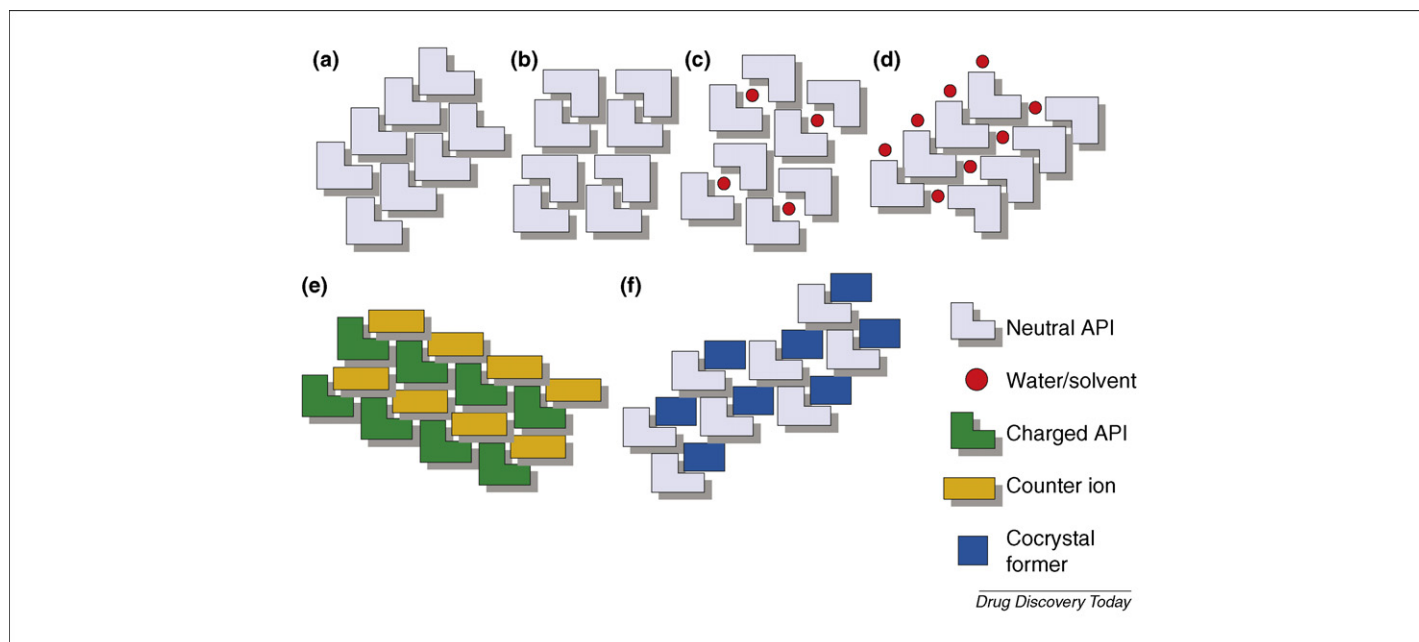 (a)
(b)
(c)
(d)
(e)
(f)
Neutral API
Water/solvent
Charged API
Counter ion
Cocrystal
former
Drug Discovery Today